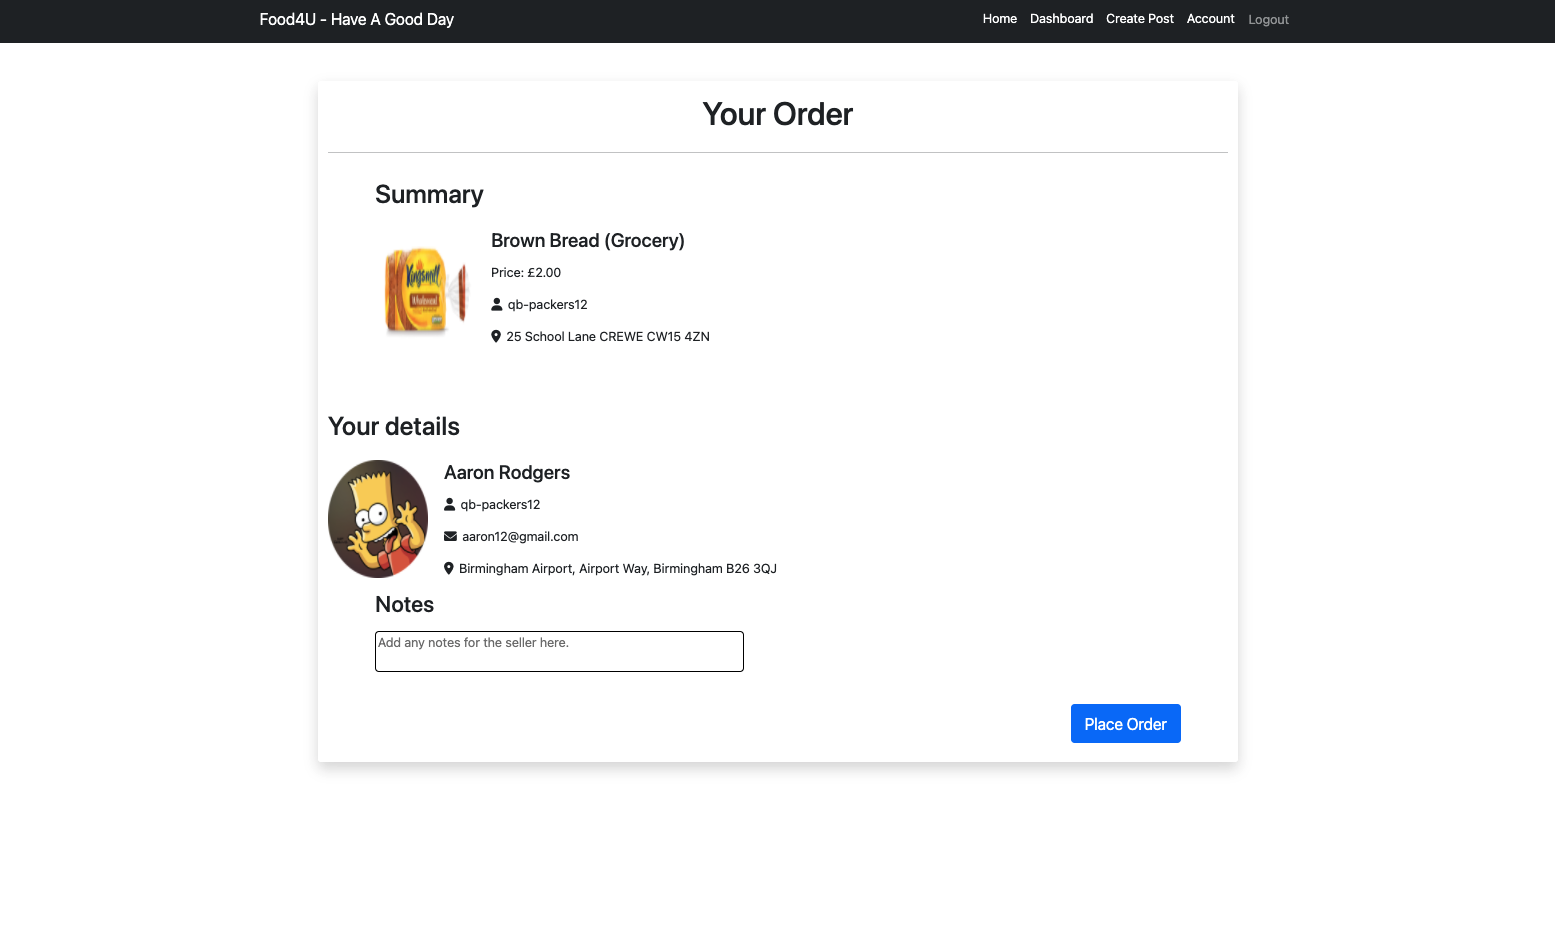 Food4U - Have A Good Day
Home Dashboard Create Post Account Logout
Your Order
Summary
Brown Bread (Grocery)
Price: £2.00
qb-packers12
25 School Lane CREWE CW15 4ZN
Kingsmill
Wholemeal
Your details
Aaron Rodgers
qb-packers12
aaron12@gmail.com
Birmingham Airport, Airport Way, Birmingham B26 3QJ
Notes
Add any notes for the seller here.
Place Order